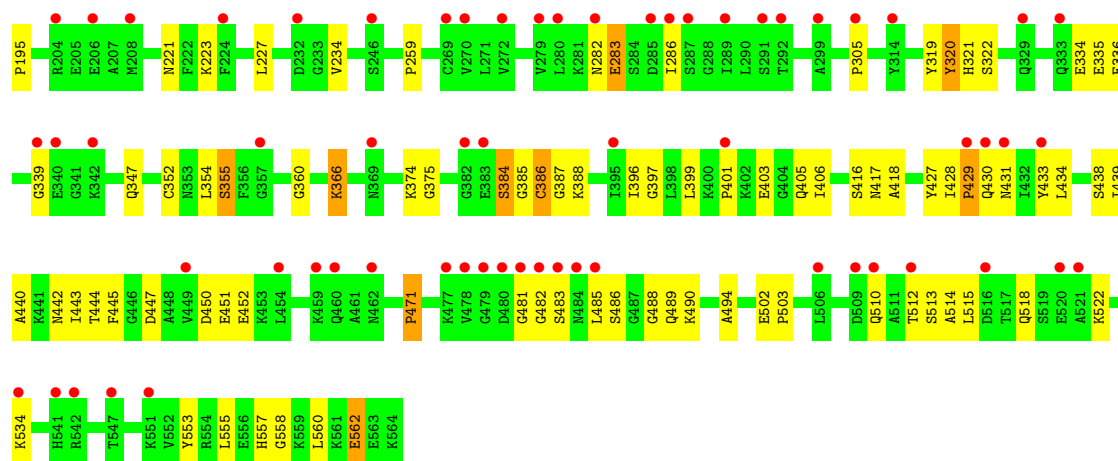 P195 R204 E205 E206 A207 M208 N221 F222 K223 F224 L227 D232 G233 V234 S246 P259 C269 V270 L271 V272 V279 L280 K281 N282 E283 S284 D285 I286 S287 G288 I289 L290 S291 T292 A299 P305 Y314 Y319 Y320 H321 S322 Q329 Q333 E334 E335
G339 E340 G341 K342 Q347 C352 N353 L354 S355 F356 G357 G360 K366 N369 K374 G375 G382 E383 S384 G385 C386 G387 K388 I395 I396 G397 L398 L399 K400 P401 K402 E403 G404 Q405 I406 S416 N417 A418 Y427 I428 P429 Q430 N431 I432 Y433 L434 S438
A440 K441 N442 I443 T444 F445 G446 D447 A448 V449 D450 E451 E452 K453 L454 K459 Q460 A461 N462 P471 K477 V478 G479 D480 G481 G482 S483 N484 L485 S486 G487 G488 Q489 K490 A494 E502 P503 L506 D509 Q510 A511 T512 S513 A514 L515 D516 T517 Q518 S519 E520 A521 K522
K534 H541 R542 T547 K551 V552 Y553 R554 L555 E556 H557 G558 K559 L560 K561 E562 E563 K564